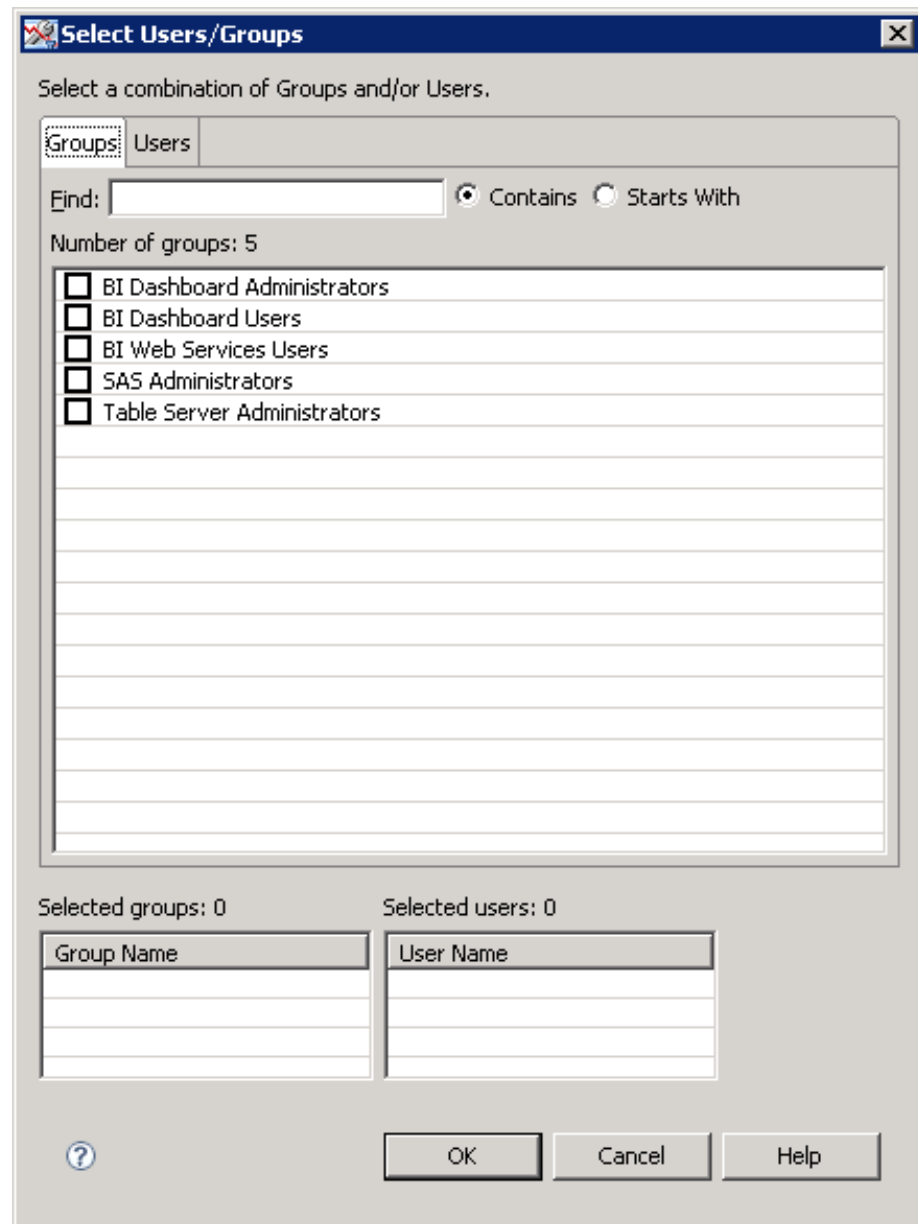 Select Users/Groups
Select a combination of Groups and/or Users.
Groups Users
Find: Contains Starts With
Number of groups: 5
BI Dashboard Administrators
BI Dashboard Users
BI Web Services Users
SAS Administrators
Table Server Administrators
Selected groups: 0 Selected users: 0
Group Name User Name
? OK Cancel Help